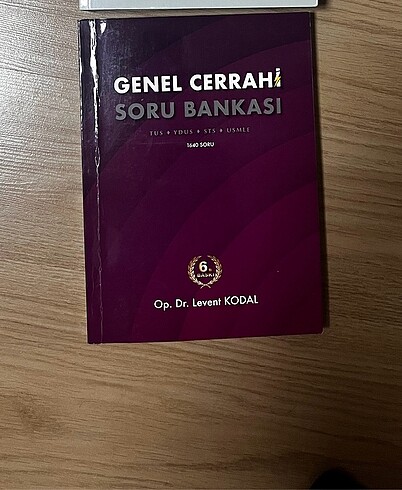 GENEL CERRAHİ
SORU BANKASI
TUS ♦ YDUS ♦ STS ♦ USMLE
1640 SORU
6.
BASKI
Op. Dr. Levent KODAL